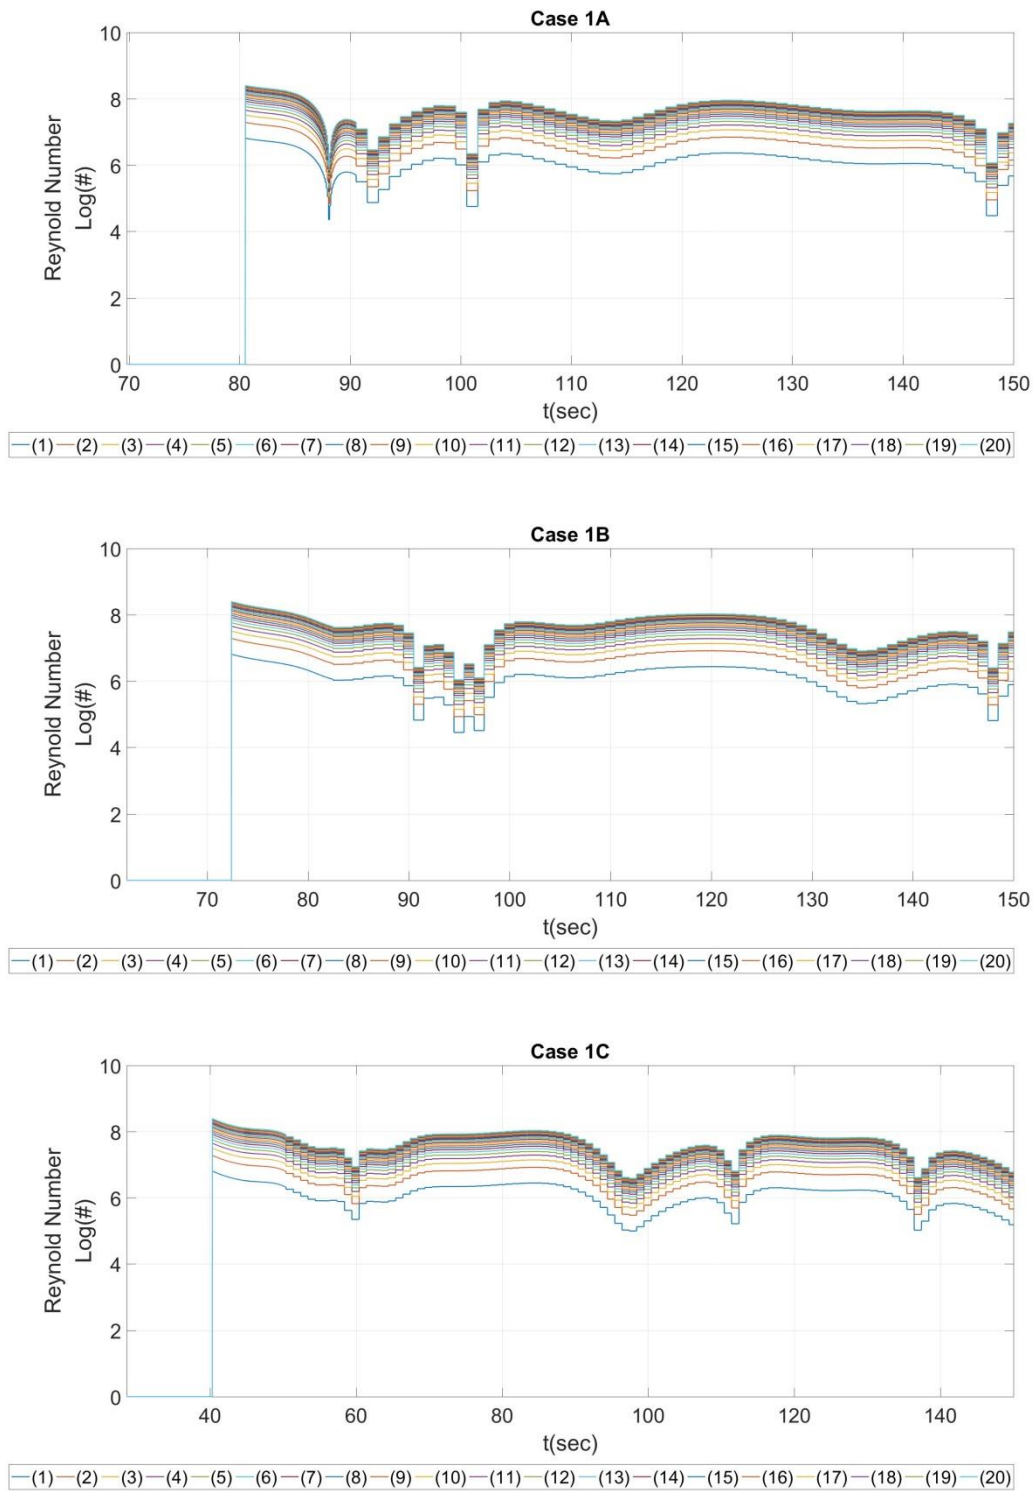 Case 1A
10
8
6
4
2
0
Reynold Number
Log(#)
70 80 90 100 110 120 130 140 150
t(sec)
(1) (2) (3) (4) (5) (6) (7) (8) (9) (10) (11) (12) (13) (14) (15) (16) (17) (18) (19) (20)
Case 1B
10
8
6
4
2
0
Reynold Number
Log(#)
70 80 90 100 110 120 130 140 150
t(sec)
(1) (2) (3) (4) (5) (6) (7) (8) (9) (10) (11) (12) (13) (14) (15) (16) (17) (18) (19) (20)
Case 1C
10
8
6
4
2
0
Reynold Number
Log(#)
40 60 80 100 120 140
t(sec)
(1) (2) (3) (4) (5) (6) (7) (8) (9) (10) (11) (12) (13) (14) (15) (16) (17) (18) (19) (20)